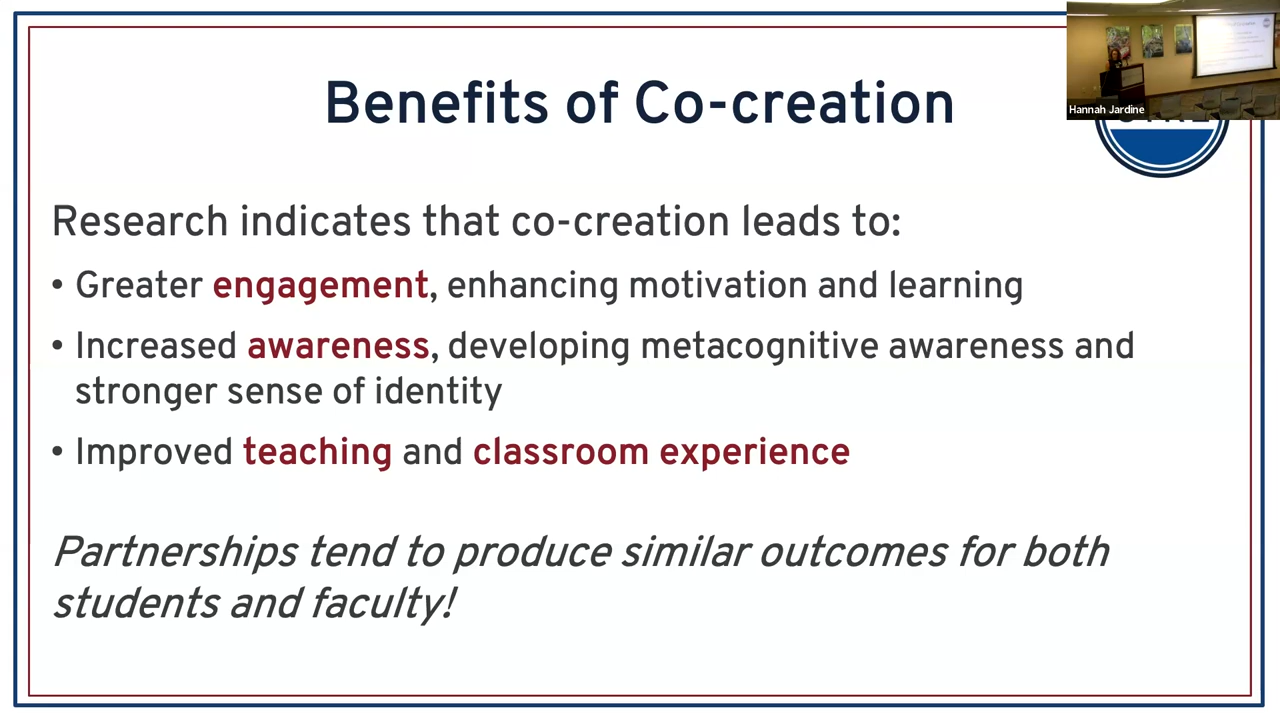 Benefits of Co-creation
Hannah Jardine
Research indicates that co-creation leads to:
• Greater engagement, enhancing motivation and learning
• Increased awareness, developing metacognitive awareness and
stronger sense of identity
• Improved teaching and classroom experience
Partnerships tend to produce similar outcomes for both
students and faculty!